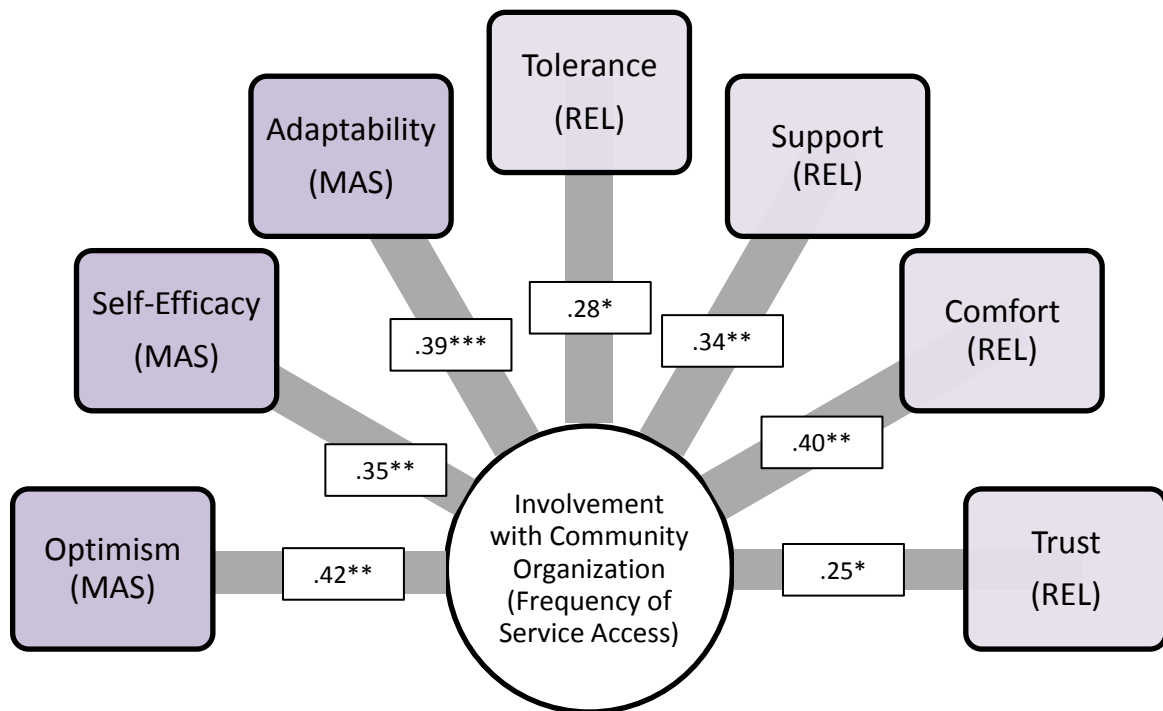 Tolerance
(REL)
Adaptability
(MAS)
Support
(REL)
Self-Efficacy
(MAS)
Comfort
(REL)
.28*
.39***
.34**
.40**
.35**
Optimism
(MAS)
.42**
Involvement
with Community
Organization
(Frequency of
Service Access)
.25*
Trust
(REL)